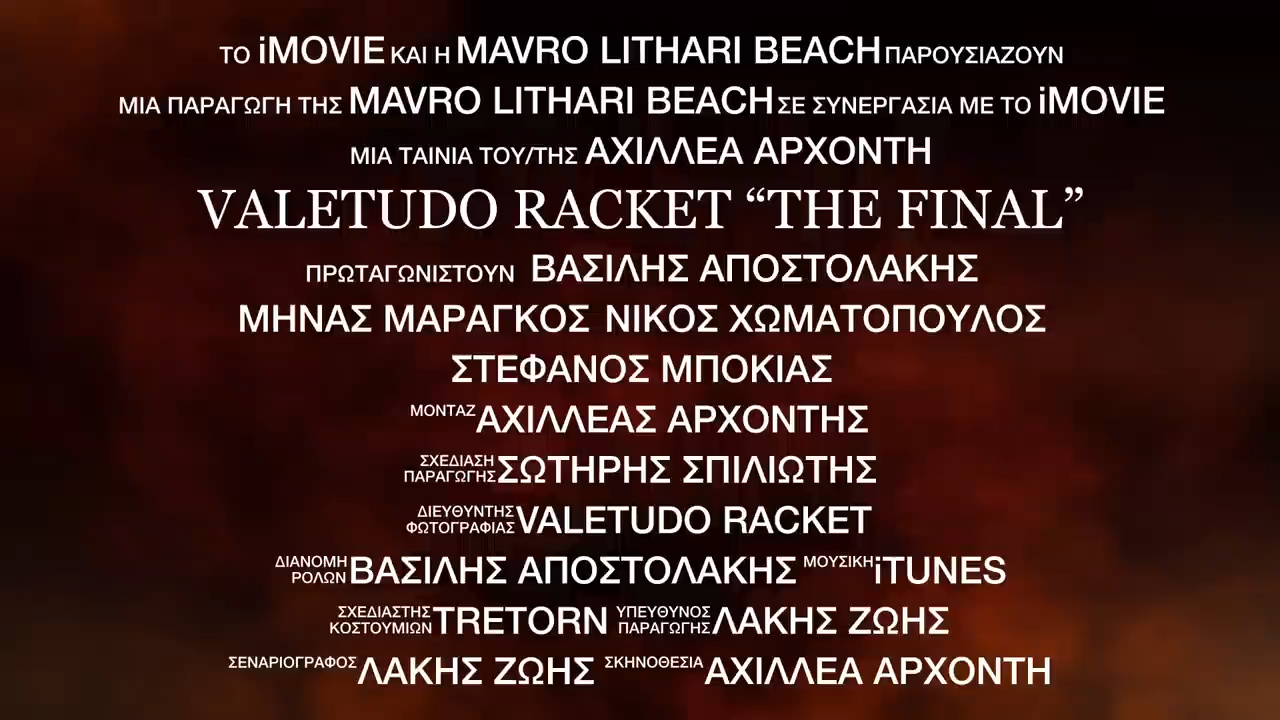 ΤΟ iMOVIE ΚΑΙ Η MAVRO LITHARI BEACH ΠΑΡΟΥΣΙΑΖΟΥΝ
ΜΙΑ ΠΑΡΑΓΩΓΗ ΤΗΣ MAVRO LITHARI BEACH ΣΕ ΣΥΝΕΡΓΑΣΙΑ ΜΕ ΤΟ iMOVIE
ΜΙΑ ΤΑΙΝΙΑ ΤΟΥ/ΤΗΣ ΑΧΙΛΛΕΑ ΑΡΧΟΝΤΗ
VALETUDO RACKET “THE FINAL”
ΠΡΩΤΑΓΩΝΙΣΤΟΥΝ ΒΑΣΙΛΗΣ ΑΠΟΣΤΟΛΑΚΗΣ
ΜΗΝΑΣ ΜΑΡΑΓΚΟΣ ΝΙΚΟΣ ΧΩΜΑΤΟΠΟΥΛΟΣ
ΣΤΕΦΑΝΟΣ ΜΠΟΚΙΑΣ
ΜΟΝΤΑΖ ΑΧΙΛΛΕΑΣ ΑΡΧΟΝΤΗΣ
ΣΧΕΔΙΑΣΗ ΠΑΡΑΓΩΓΗΣ ΣΩΤΗΡΗΣ ΣΠΙΛΙΩΤΗΣ
ΔΙΕΥΘΥΝΤΗΣ ΦΩΤΟΓΡΑΦΙΑΣ VALETUDO RACKET
ΔΙΑΝΟΜΗ ΡΟΛΩΝ ΒΑΣΙΛΗΣ ΑΠΟΣΤΟΛΑΚΗΣ ΜΟΥΣΙΚΗ iTUNES
ΣΧΕΔΙΑΣΤΗΣ ΚΟΣΤΟΥΜΙΩΝ TRETORN ΥΠΕΥΘΥΝΟΣ ΠΑΡΑΓΩΓΗΣ ΛΑΚΗΣ ΖΩΗΣ
ΣΕΝΑΡΙΟΓΡΑΦΟΣ ΛΑΚΗΣ ΖΩΗΣ ΣΚΗΝΟΘΕΣΙΑ ΑΧΙΛΛΕΑ ΑΡΧΟΝΤΗ